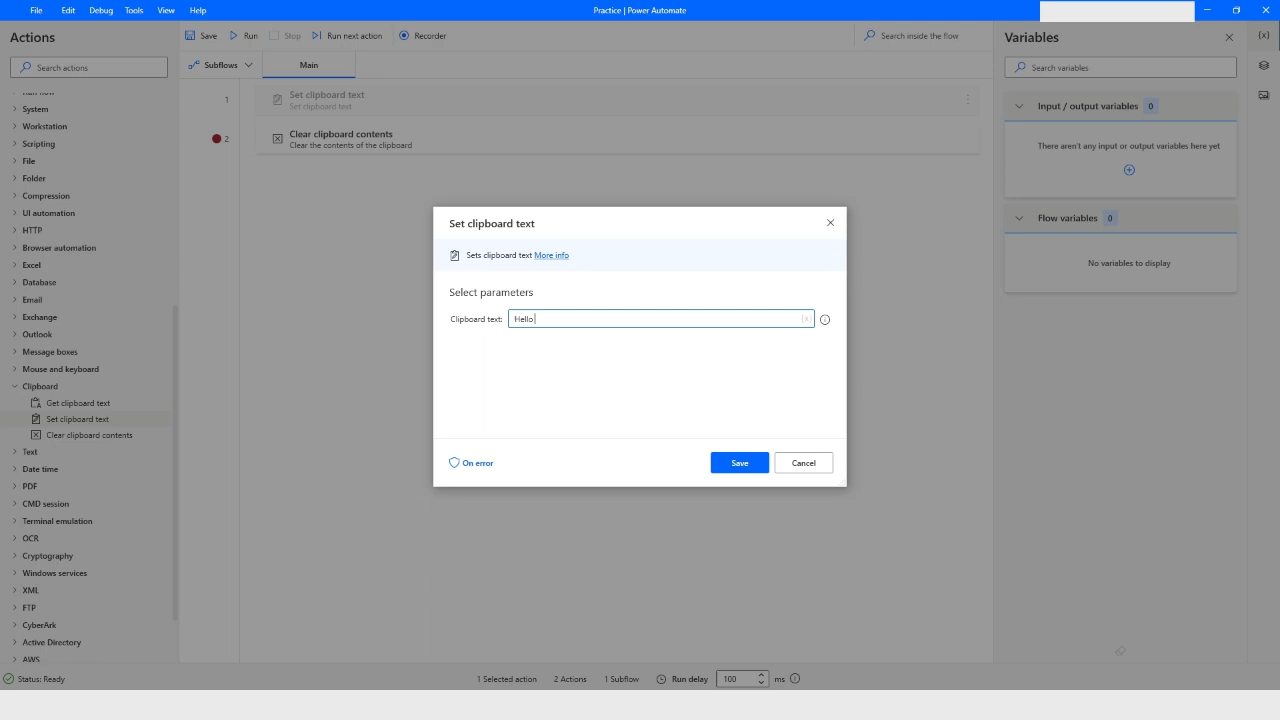 File Edit Debug Tools View Help
Practice | Power Automate
Actions
Search actions
System
Workstation
Scripting
File
Folder
Compression
UI automation
HTTP
Browser automation
Excel
Database
Email
Exchange
Outlook
Message boxes
Mouse and keyboard
Clipboard
Get clipboard text
Set clipboard text
Clear clipboard contents
Text
Date time
PDF
CMD session
Terminal emulation
OCR
Cryptography
Windows services
XML
FTP
CyberArk
Active Directory
AWS
Save Run Stop Run next action Recorder
Search inside the flow
Subflows Main
1
Set clipboard text
Set clipboard text
2
Clear clipboard contents
Clear the contents of the clipboard
Set clipboard text
Sets clipboard text More info
Select parameters
Clipboard text: Hello {x}
On error
Save Cancel
Variables
{x}
Search variables
Input / output variables 0
There aren't any input or output variables here yet
Flow variables 0
No variables to display
Status: Ready
1 Selected action 2 Actions 1 Subflow Run delay 100 ms